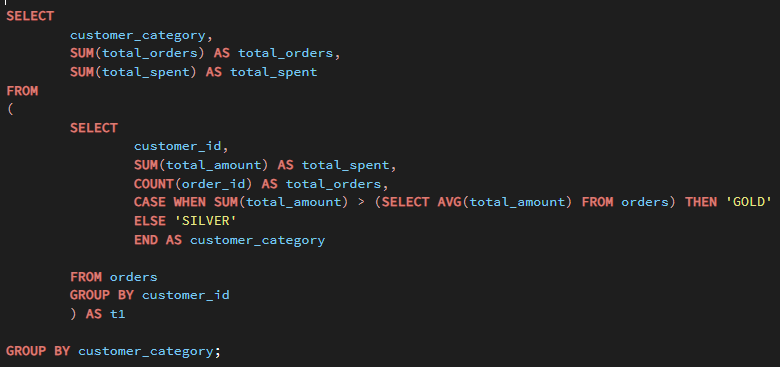 SELECT
customer_category,
SUM(total_orders) AS total_orders,
SUM(total_spent) AS total_spent
FROM
(
SELECT
customer_id,
SUM(total_amount) AS total_spent,
COUNT(order_id) AS total_orders,
CASE WHEN SUM(total_amount) > (SELECT AVG(total_amount) FROM orders) THEN 'GOLD'
ELSE 'SILVER'
END AS customer_category
FROM orders
GROUP BY customer_id
) AS t1
GROUP BY customer_category;